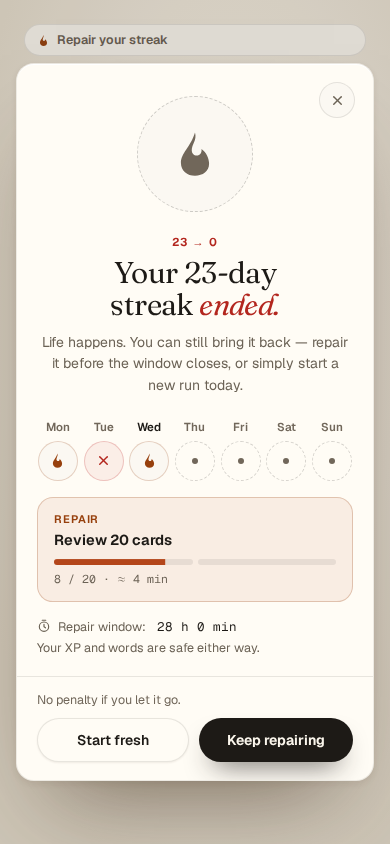 Repair your streak
23 → 0
Your 23-day
streak ended.
Life happens. You can still bring it back — repair
it before the window closes, or simply start a
new run today.
Mon Tue Wed Thu Fri Sat Sun
REPAIR
Review 20 cards
8 / 20 · ≈ 4 min
Repair window: 28 h 0 min
Your XP and words are safe either way.
No penalty if you let it go.
Start fresh Keep repairing